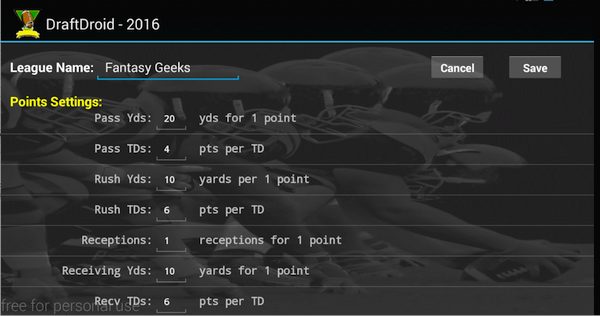 DraftDroid - 2016
League Name: Fantasy Geeks Cancel Save
Points Settings:
Pass Yds: 20 yds for 1 point
Pass TDs: 4 pts per TD
Rush Yds: 10 yards per 1 point
Rush TDs: 6 pts per TD
Receptions: 1 receptions for 1 point
Receiving Yds: 10 yards for 1 point
Recv TDs: 6 pts per TD
free for personal use